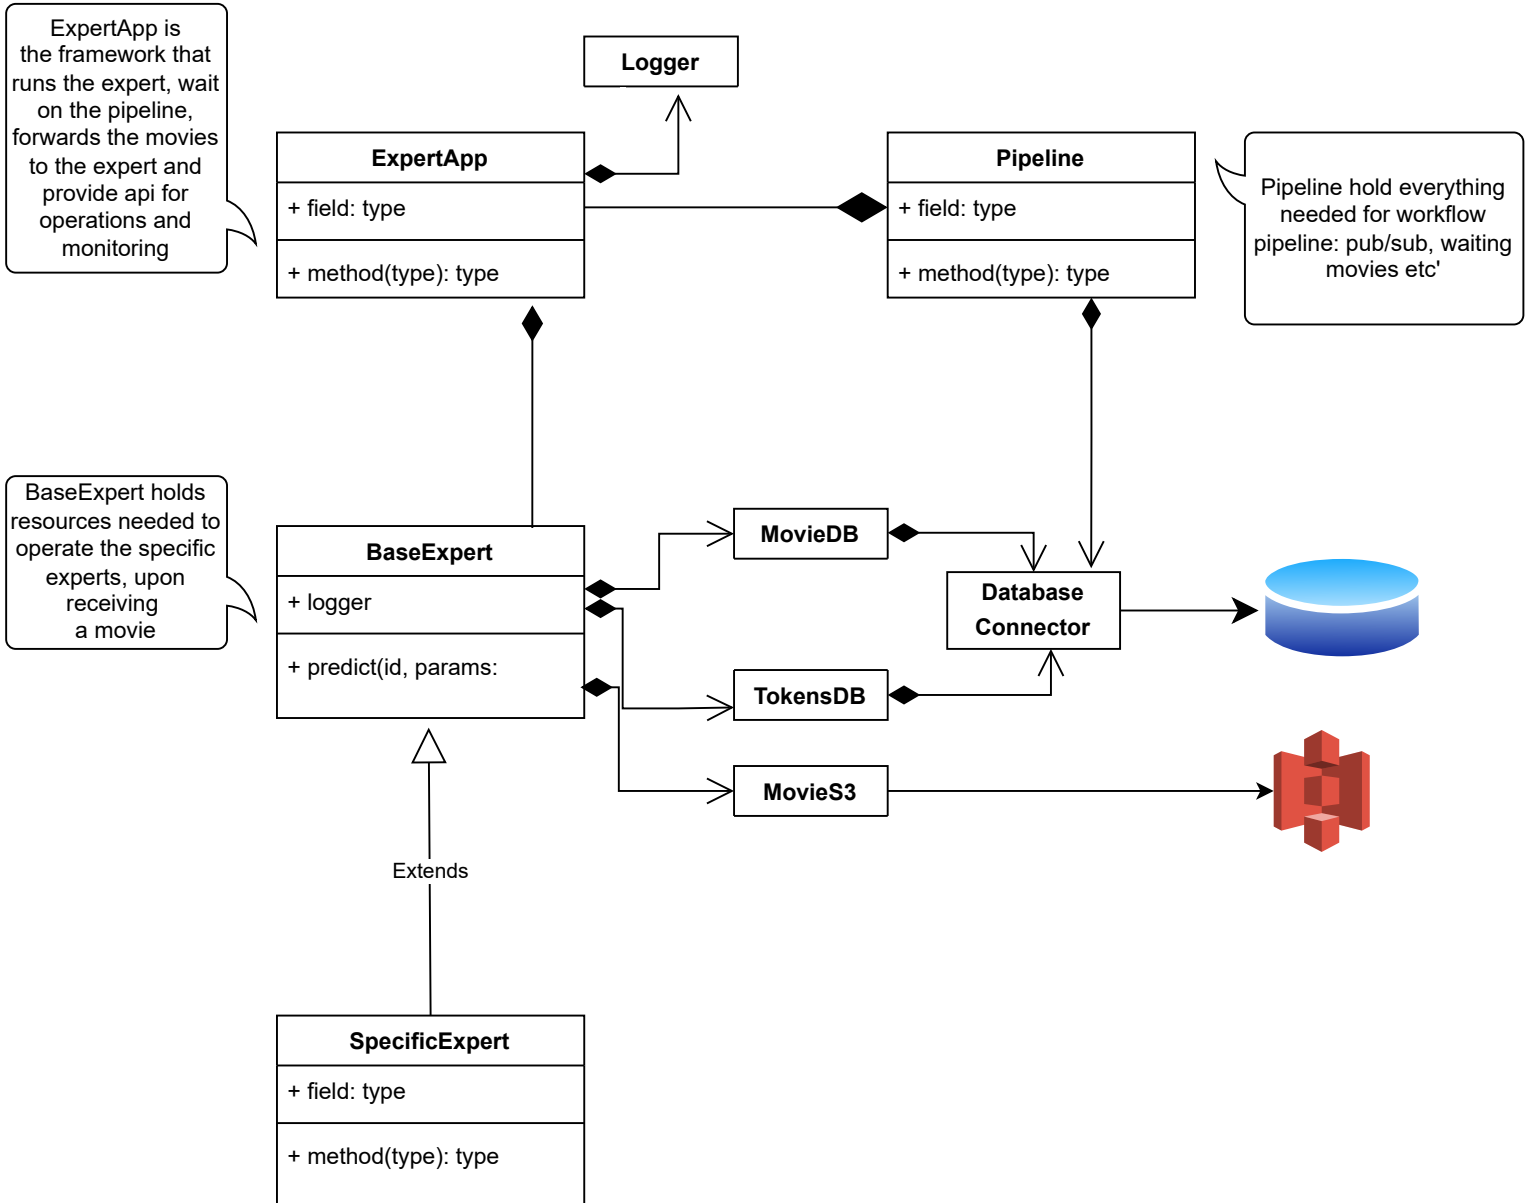 ExpertApp is
the framework that
runs the expert, wait
on the pipeline,
forwards the movies
to the expert and
provide api for
operations and
monitoring
Logger
ExpertApp
+ field: type
+ method(type): type
Pipeline
+ field: type
+ method(type): type
Pipeline hold everything
needed for workflow
pipeline: pub/sub, waiting
movies etc'
BaseExpert holds
resources needed to
operate the specific
experts, upon
receiving
a movie
BaseExpert
+ logger
+ predict(id, params:
MovieDB
Database
Connector
TokensDB
MovieS3
Extends
SpecificExpert
+ field: type
+ method(type): type